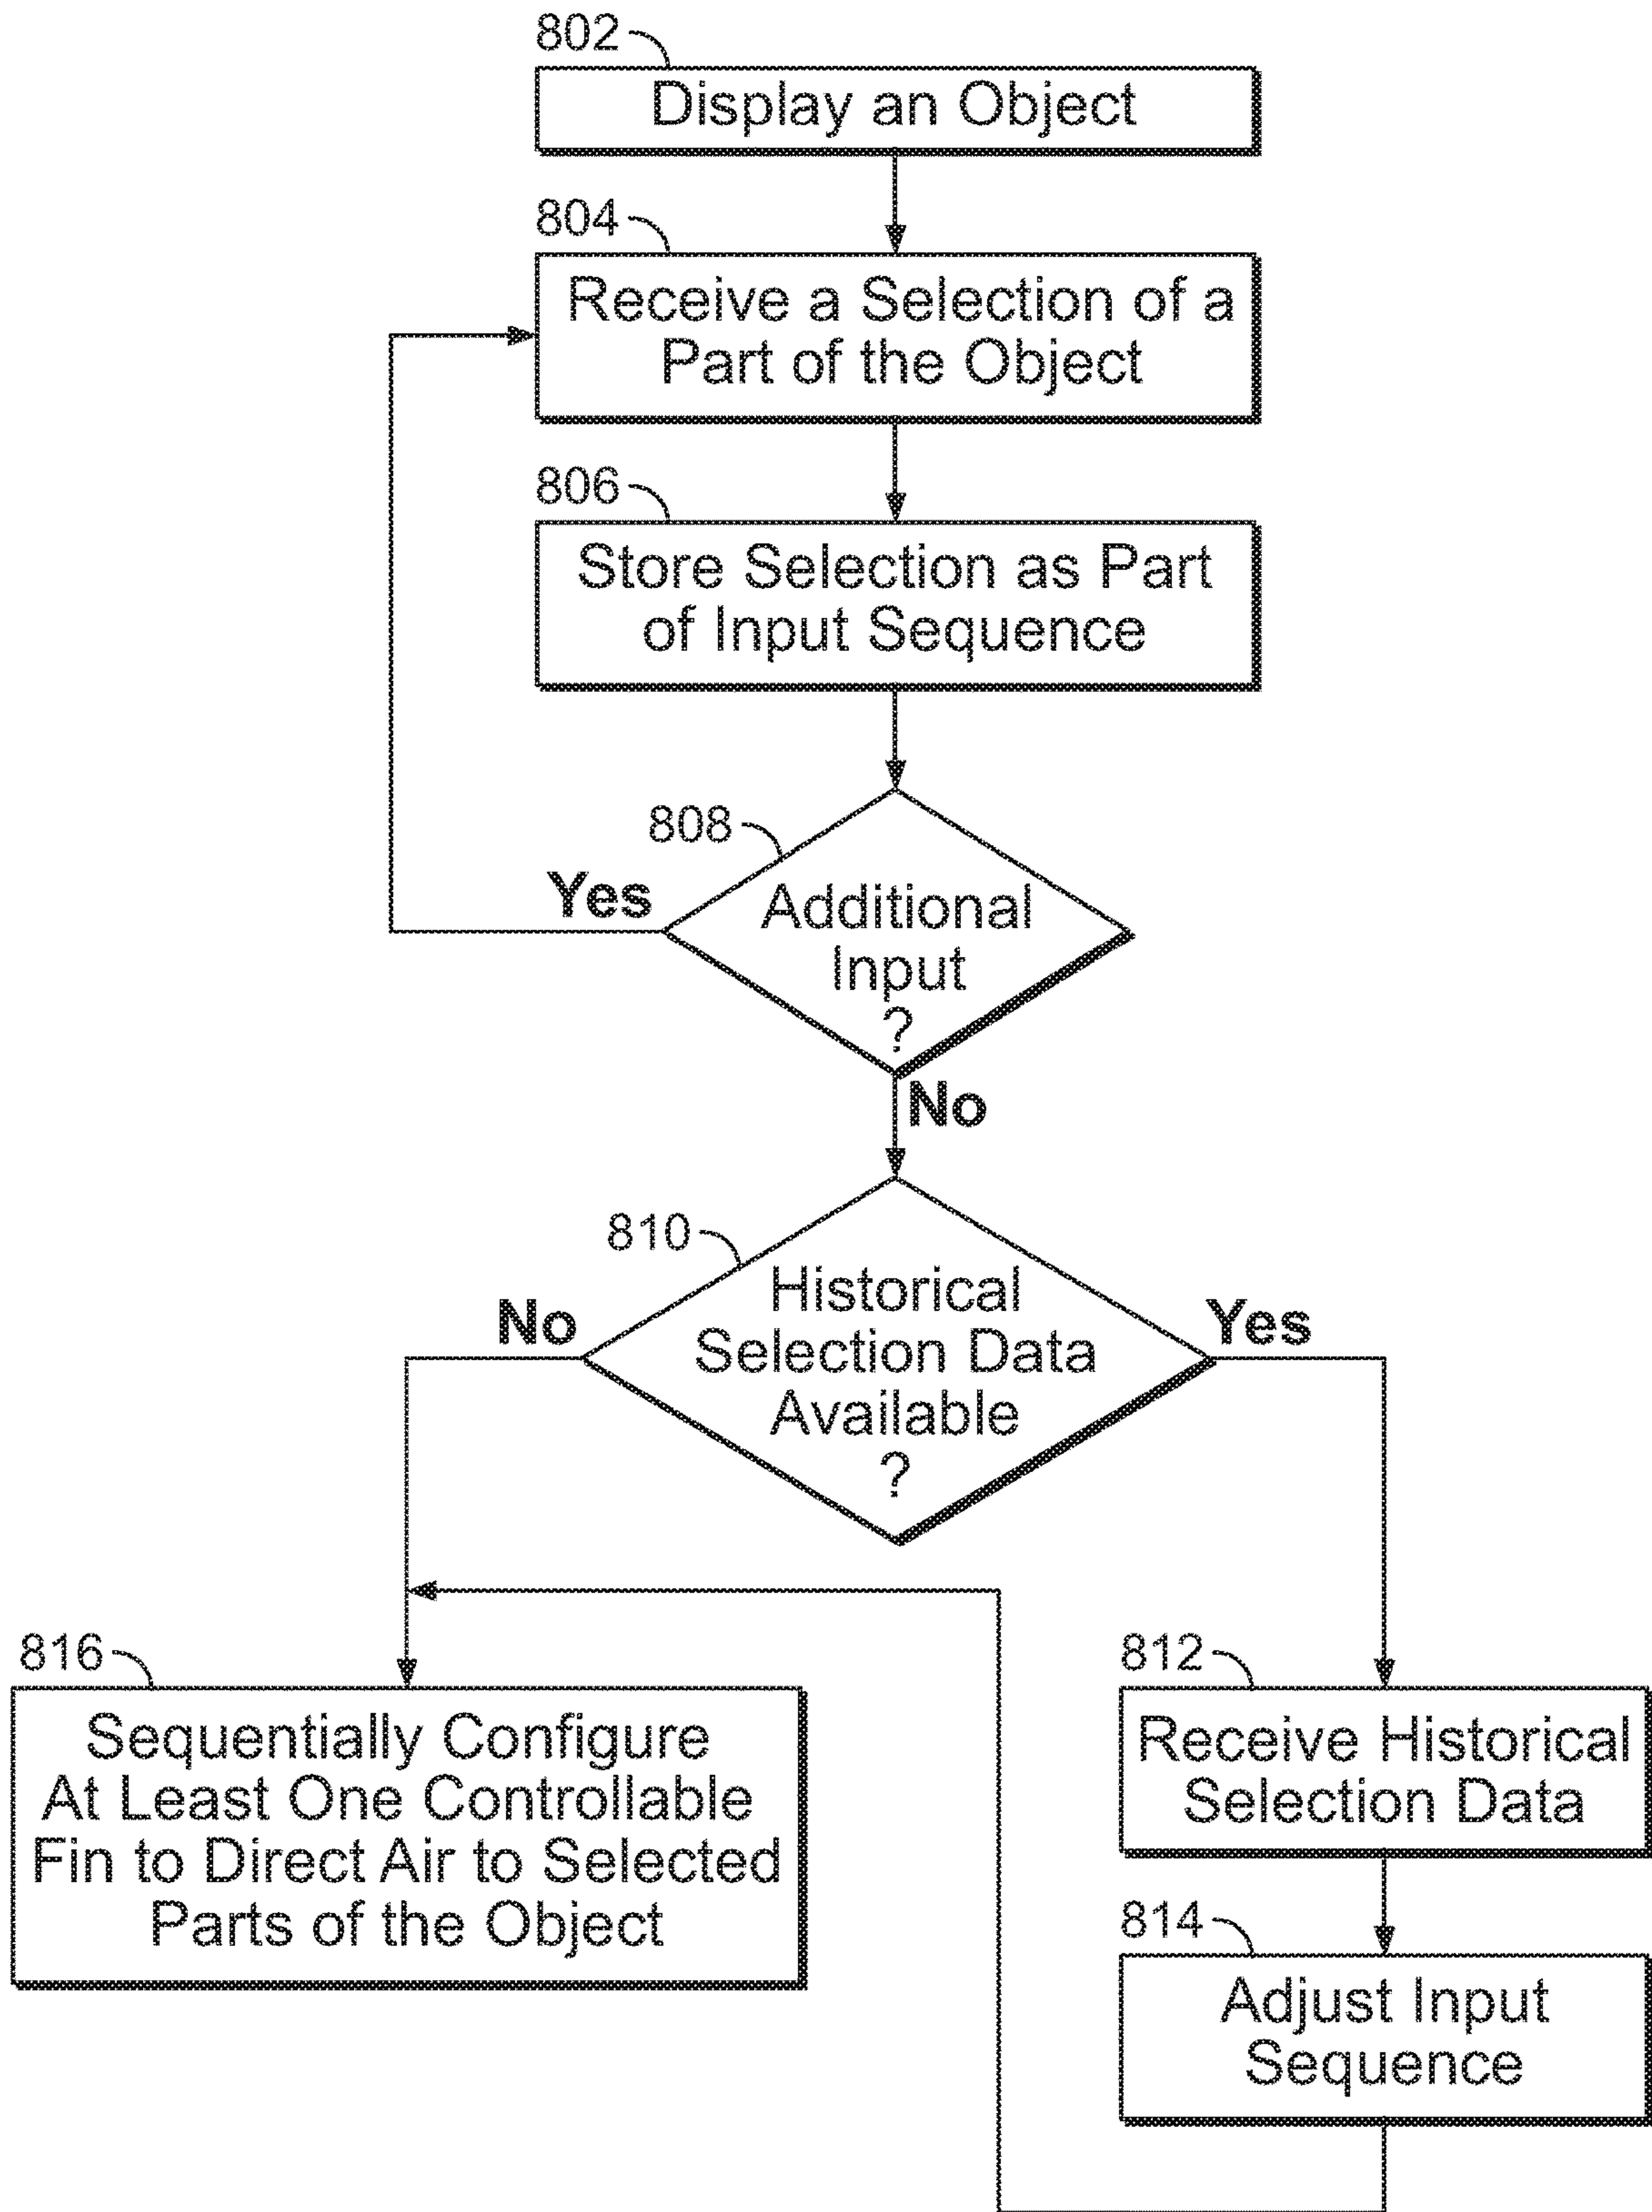 802
Display an Object
804
Receive a Selection of a
Part of the Object
806
Store Selection as Part
of Input Sequence
808
Yes
Additional
Input
?
No
810
No
Historical
Selection Data
Available
?
Yes
816
Sequentially Configure
At Least One Controllable
Fin to Direct Air to Selected
Parts of the Object
812
Receive Historical
Selection Data
814
Adjust Input
Sequence